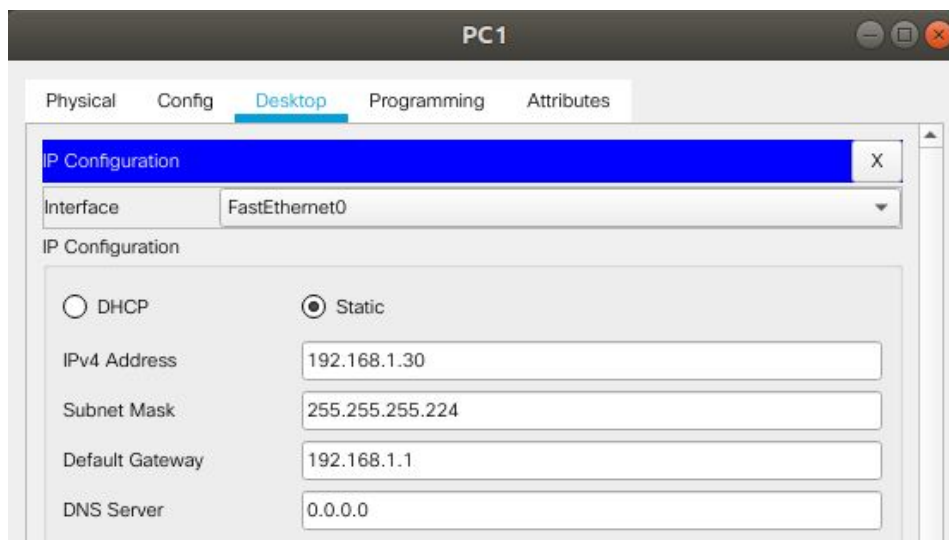 PC1
Physical Config Desktop Programming Attributes
IP Configuration X
Interface FastEthernet0
IP Configuration
DHCP Static
IPv4 Address 192.168.1.30
Subnet Mask 255.255.255.224
Default Gateway 192.168.1.1
DNS Server 0.0.0.0